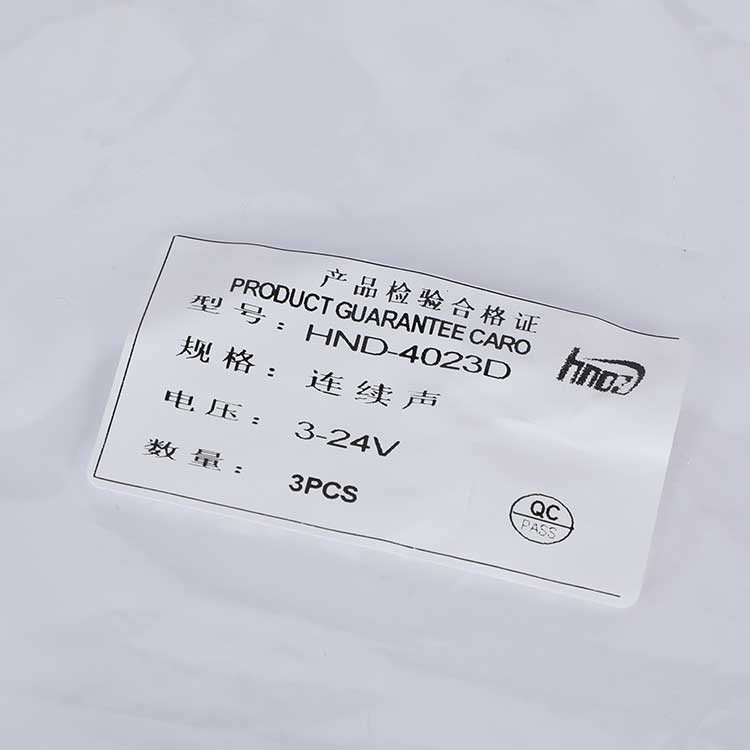 产品检验合格证
PRODUCT GUARANTEE CARO
型号： HND-4023D
规格： 连续声
电压： 3-24V
数量： 3PCS
QC
PASS